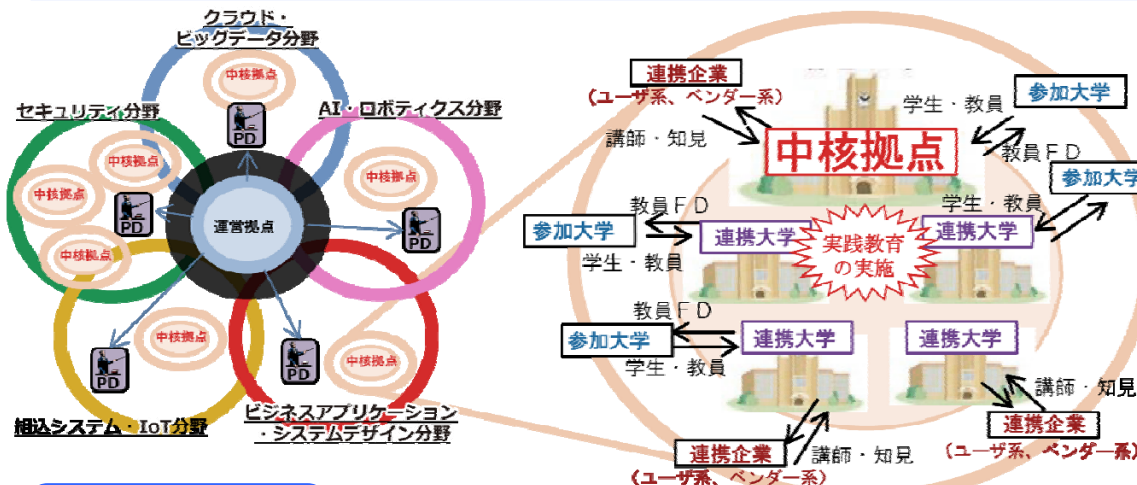 クラウド・
ビッグデータ分野
中核拠点
PD
セキュリティ分野
中核拠点
中核拠点
中核拠点
PD
AI・ロボティクス分野
中核拠点
PD
運営拠点
中核拠点
PD
組込システム・IoT分野
中核拠点
PD
ビジネスアプリケーション
・システムデザイン分野
連携企業
(ユーザ系、ベンダー系)
講師・知見
中核拠点
学生・教員
参加大学
教員FD
参加大学
学生・教員
教員FD
参加大学
学生・教員
連携大学
実践教育
の実施
連携大学
教員FD
参加大学
学生・教員
連携大学
連携大学
講師・知見
連携企業
(ユーザ系、ベンダー系)
講師・知見
連携企業
(ユーザ系、ベンダー系)